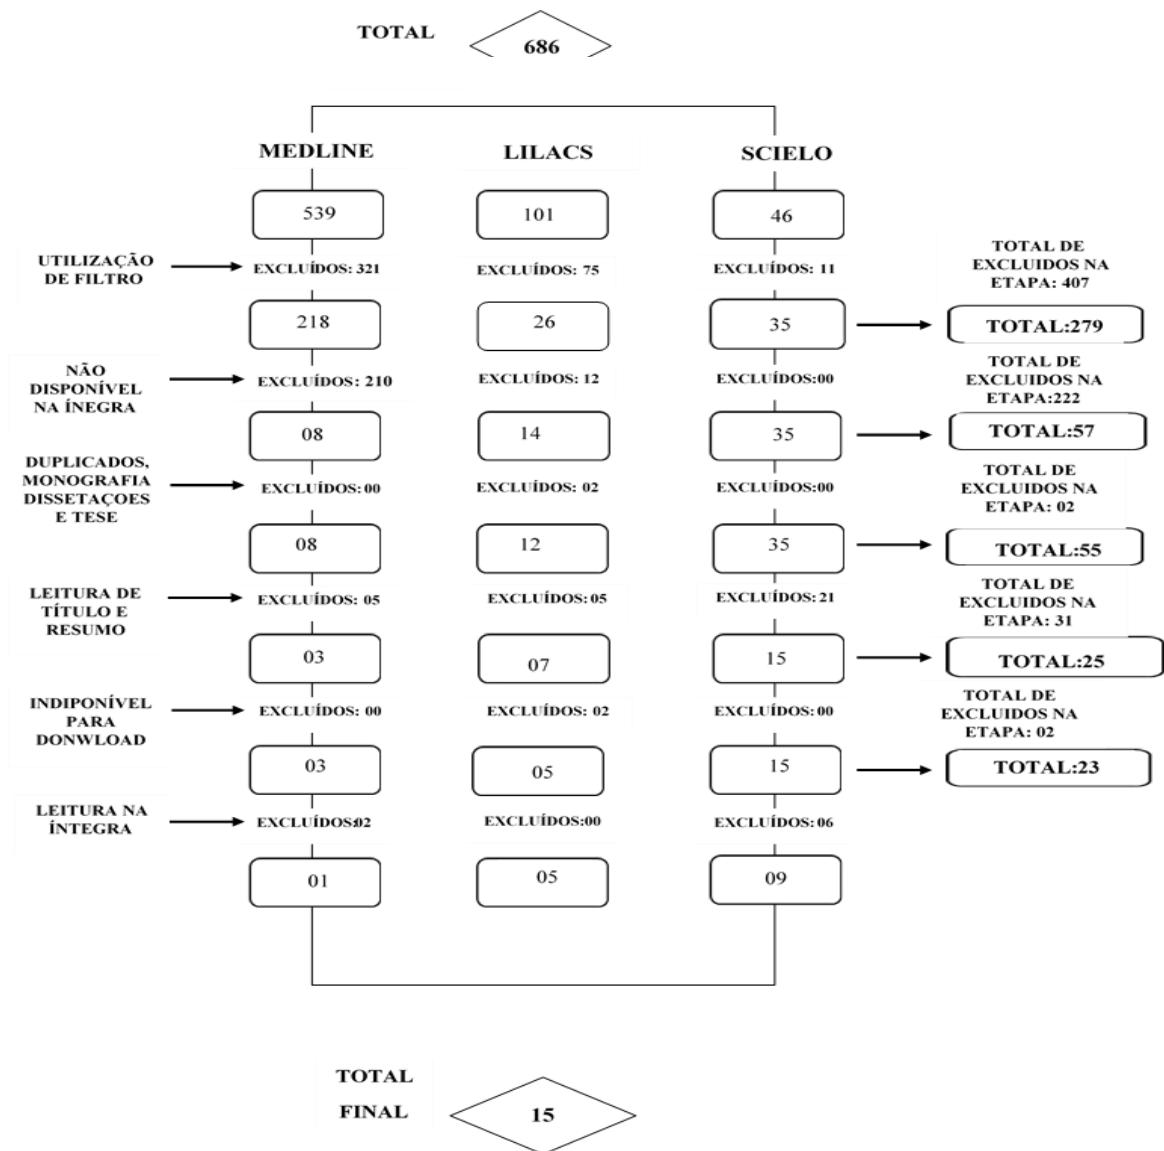 TOTAL
686
MEDLINE
LILACS
SCIELO
539
101
46
UTILIZAÇÃO
DE FILTRO
EXCLUÍDOS: 321
EXCLUÍDOS: 75
EXCLUÍDOS: 11
TOTAL DE
EXCLUIDOS NA
ETAPA: 407
218
26
35
TOTAL:279
NÃO
DISPONÍVEL
NA ÍNEGRA
EXCLUÍDOS: 210
EXCLUÍDOS: 12
EXCLUÍDOS:00
TOTAL DE
EXCLUIDOS NA
ETAPA:222
08
14
35
TOTAL:57
DUPLICADOS,
MONOGRAFIA
DISSETAÇOES
E TESE
EXCLUÍDOS: 00
EXCLUÍDOS: 02
EXCLUÍDOS:00
TOTAL DE
EXCLUIDOS NA
ETAPA: 02
08
12
35
TOTAL:55
LEITURA DE
TÍTULO E
RESUMO
EXCLUÍDOS: 05
EXCLUÍDOS:05
EXCLUÍDOS: 21
TOTAL DE
EXCLUIDOS NA
ETAPA: 31
03
07
15
TOTAL:25
INDIPONÍVEL
PARA
DONWLOAD
EXCLUÍDOS: 00
EXCLUÍDOS: 02
EXCLUÍDOS: 00
TOTAL DE
EXCLUIDOS NA
ETAPA: 02
03
05
15
TOTAL:23
LEITURA NA
ÍNTEGRA
EXCLUÍDOS:02
EXCLUÍDOS:00
EXCLUÍDOS: 06
01
05
09
TOTAL
FINAL
15